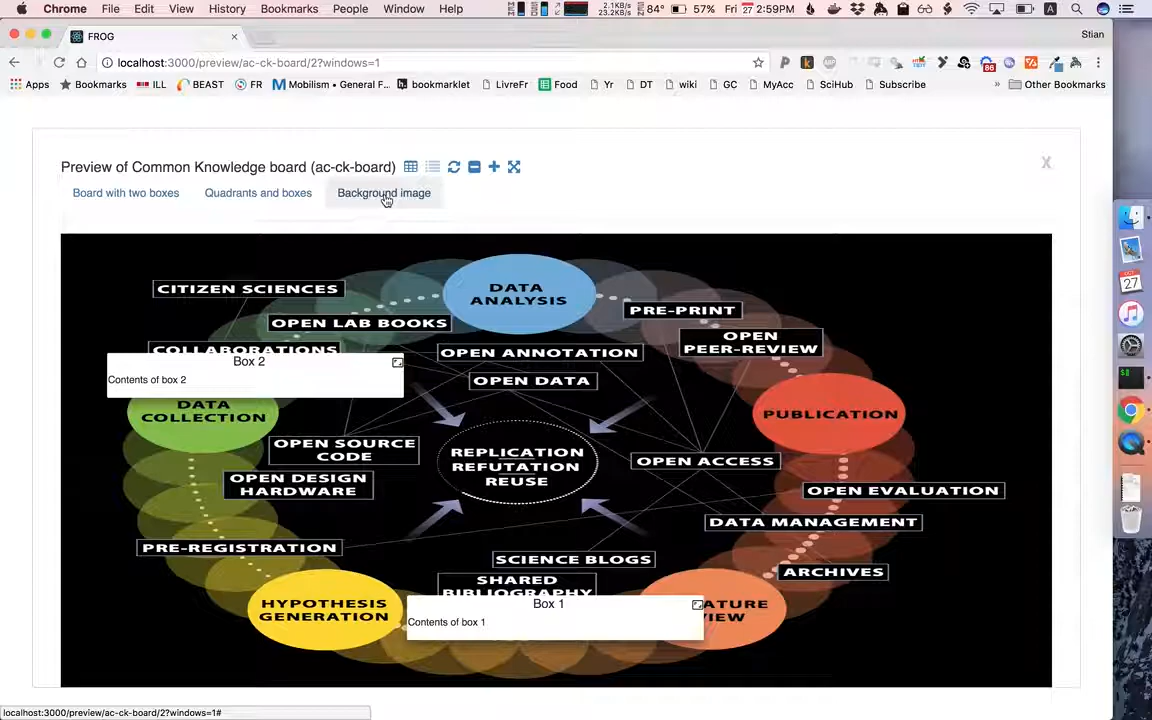 Chrome File Edit View History Bookmarks People Window Help 2.1KB/s 23.2KB/s 84° 57% Fri 27 2:59PM
FROG
Stian
localhost:3000/preview/ac-ck-board/2?windows=1
Apps Bookmarks ILL BEAST FR Mobilism • General F... bookmarklet LivreFr Food Yr DT wiki GC MyAcc SciHub Subscribe » Other Bookmarks
Preview of Common Knowledge board (ac-ck-board)
X
Board with two boxes Quadrants and boxes Background image
CITIZEN SCIENCES
DATA
ANALYSIS
OPEN LAB BOOKS
PRE-PRINT
COLLABORATIONS
OPEN ANNOTATION
OPEN
PEER-REVIEW
Box 2
Contents of box 2
OPEN DATA
DATA
COLLECTION
PUBLICATION
OPEN SOURCE
CODE
REPLICATION
REFUTATION
REUSE
OPEN ACCESS
OPEN DESIGN
HARDWARE
OPEN EVALUATION
DATA MANAGEMENT
PRE-REGISTRATION
SCIENCE BLOGS
ARCHIVES
SHARED
BIBLIOGRAPHY
HYPOTHESIS
GENERATION
Box 1
Contents of box 1
localhost:3000/preview/ac-ck-board/2?windows=1#